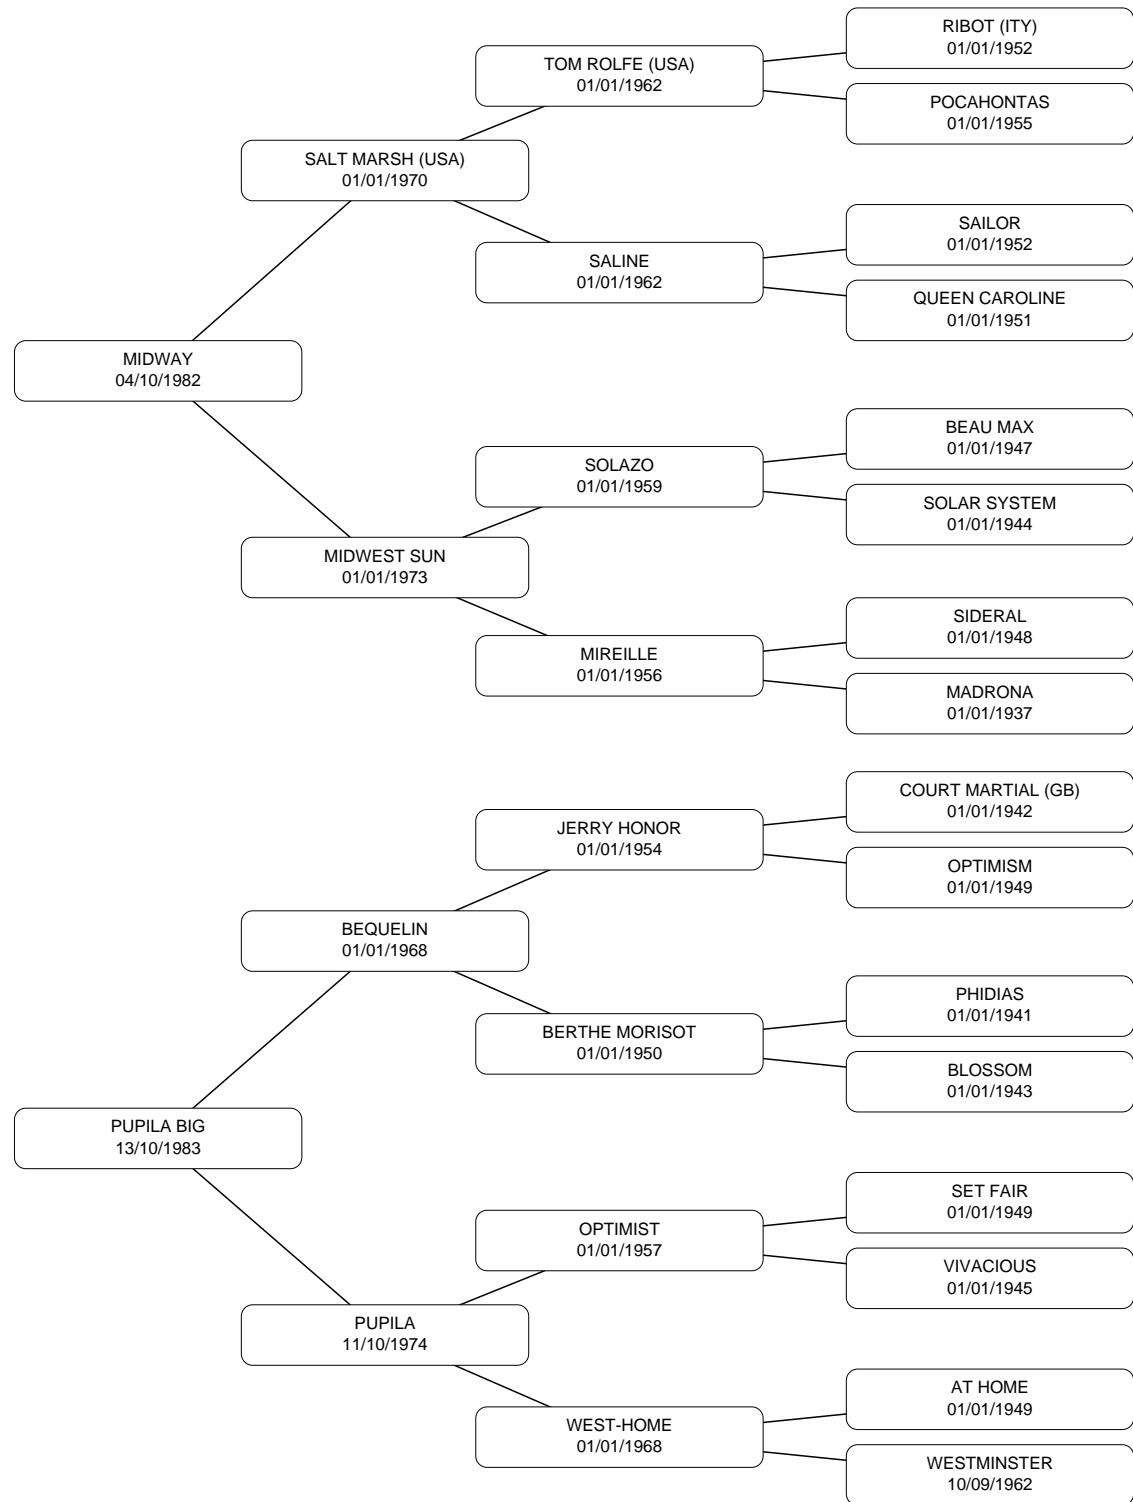 RIBOT (ITY)
01/01/1952
TOM ROLFE (USA)
01/01/1962
POCAHONTAS
01/01/1955
SALT MARSH (USA)
01/01/1970
SAILOR
01/01/1952
SALINE
01/01/1962
QUEEN CAROLINE
01/01/1951
MIDWAY
04/10/1982
BEAU MAX
01/01/1947
SOLAZO
01/01/1959
SOLAR SYSTEM
01/01/1944
MIDWEST SUN
01/01/1973
SIDERAL
01/01/1948
MIREILLE
01/01/1956
MADRONA
01/01/1937
COURT MARTIAL (GB)
01/01/1942
JERRY HONOR
01/01/1954
OPTIMISM
01/01/1949
BEQUELIN
01/01/1968
PHIDIAS
01/01/1941
BERTHE MORISOT
01/01/1950
BLOSSOM
01/01/1943
PUPILA BIG
13/10/1983
SET FAIR
01/01/1949
OPTIMIST
01/01/1957
VIVACIOUS
01/01/1945
PUPILA
11/10/1974
AT HOME
01/01/1949
WEST-HOME
01/01/1968
WESTMINSTER
10/09/1962